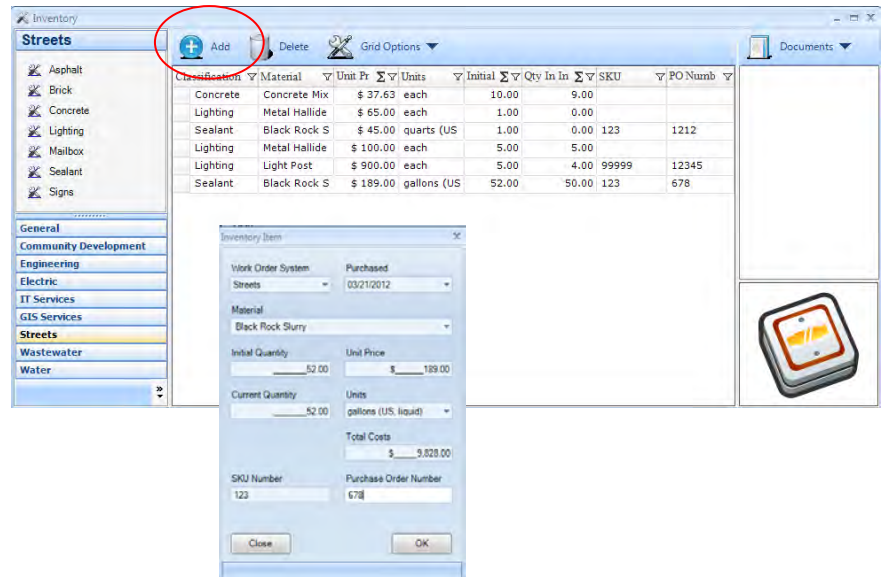 Inventory
Streets
Add Delete Grid Options Documents
Asphalt
Brick
Concrete
Lighting
Mailbox
Sealant
Signs
General
Community Development
Engineering
Electric
IT Services
GIS Services
Streets
Wastewater
Water
Classification Material Unit Pr Σ Units Initial Σ Qty In In Σ SKU PO Numb
Concrete Concrete Mix $ 37.63 each 10.00 9.00
Lighting Metal Hallide $ 65.00 each 1.00 0.00
Sealant Black Rock S $ 45.00 quarts (US 1.00 0.00 123 1212
Lighting Metal Hallide $ 100.00 each 5.00 5.00
Lighting Light Post $ 900.00 each 5.00 4.00 99999 12345
Sealant Black Rock S $ 189.00 gallons (US 52.00 50.00 123 678
Inventory Item
Work Order System Purchased
Streets 03/21/2012
Material
Black Rock Slurry
Initial Quantity Unit Price
______52.00 $_____189.00
Current Quantity Units
______52.00 gallons (US, liquid)
Total Costs
$____9,828.00
SKU Number Purchase Order Number
123 678
Close OK